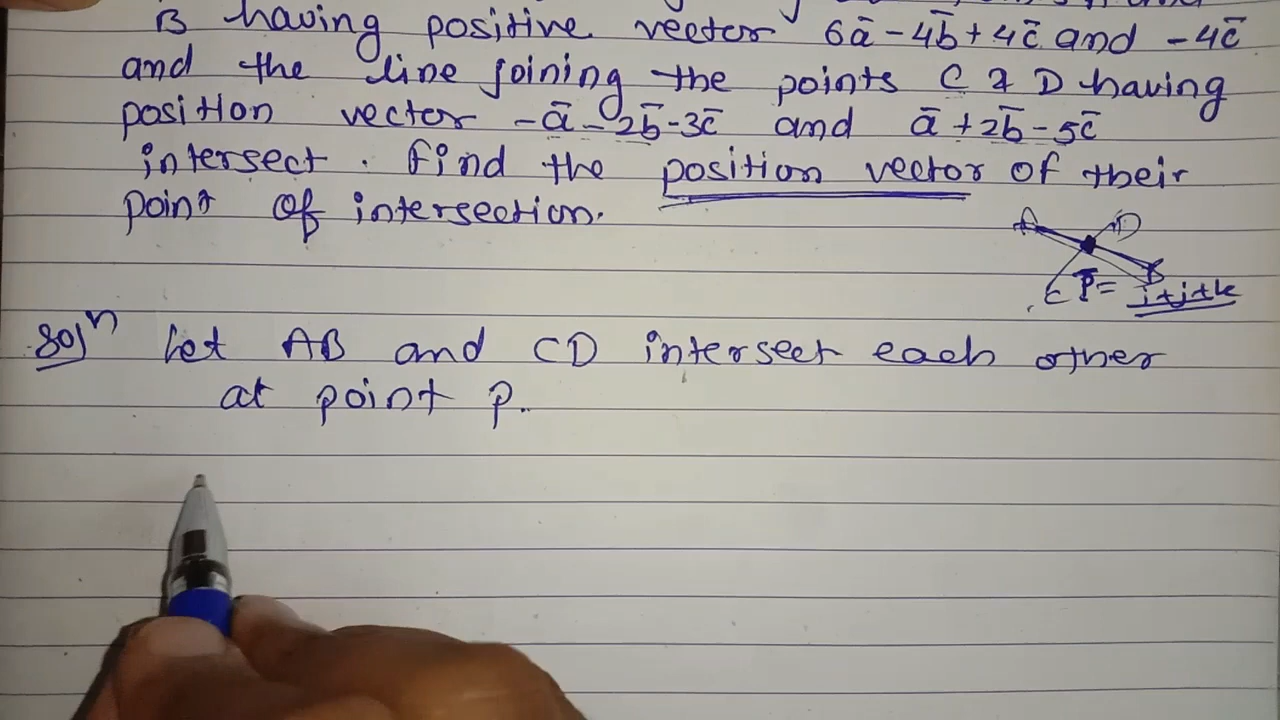 B having positive vector 6a̅ - 4b̅ + 4c̅ and -4c̅
and the line joining the points C & D having
position vector -a̅ - 2b̅ - 3c̅ and a̅ + 2b̅ - 5c̅
intersect. find the position vector of their
point of intersection.
A D
B
C P̅ = i+j+k
Solⁿ Let AB and CD intersect each other
at point P.